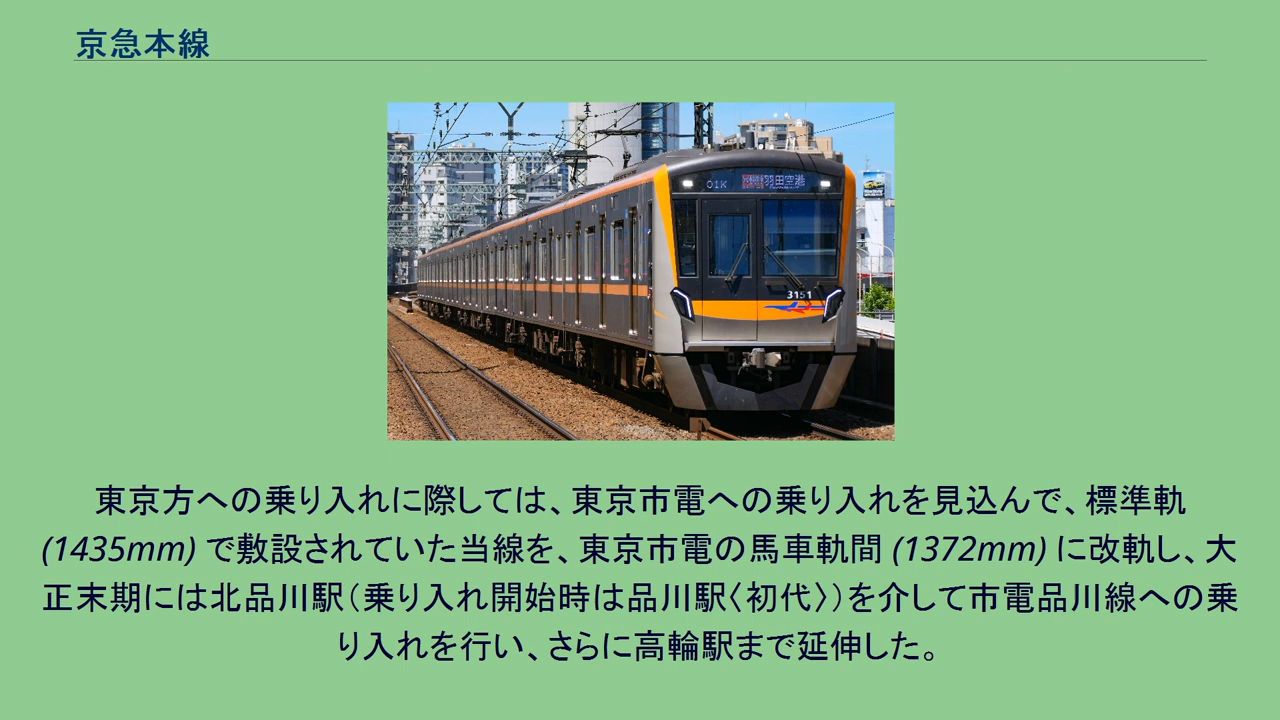 京急本線
01K 羽田空港
3151
東京方への乗り入れに際しては、東京市電への乗り入れを見込んで、標準軌
(1435mm) で敷設されていた当線を、東京市電の馬車軌間 (1372mm) に改軌し、大
正末期には北品川駅（乗り入れ開始時は品川駅〈初代〉）を介して市電品川線への乗
り入れを行い、さらに高輪駅まで延伸した。